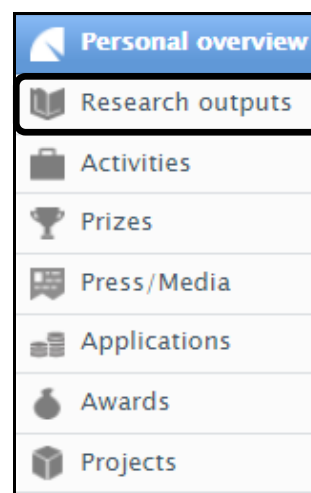 Personal overview
Research outputs
Activities
Prizes
Press/Media
Applications
Awards
Projects